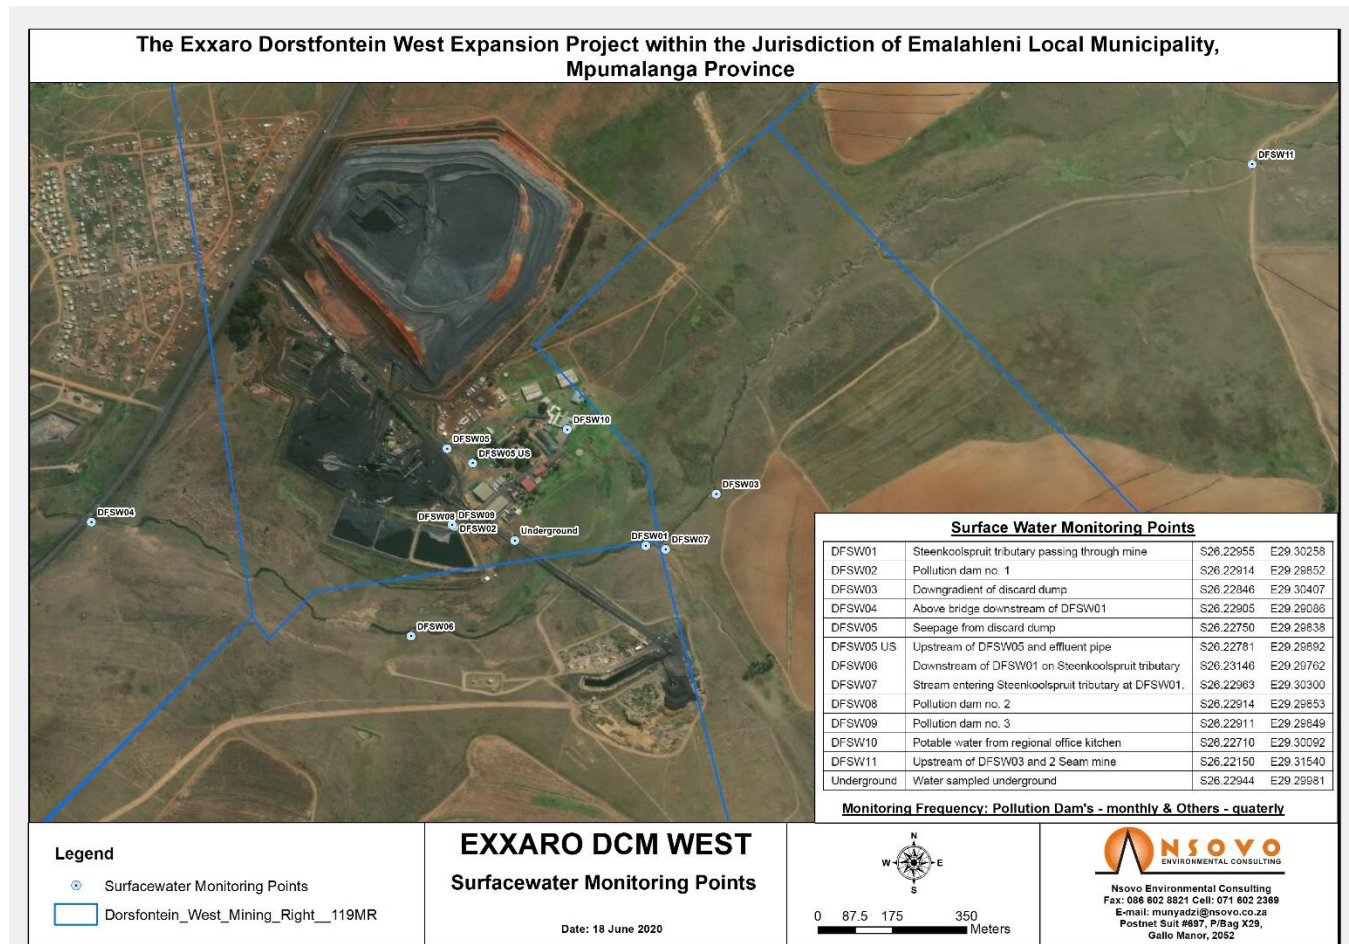 The Exxaro Dorstfontein West Expansion Project within the Jurisdiction of Emalahleni Local Municipality,
Mpumalanga Province
DFSW11
DFSW10
DFSW05
DFSW05 US
DFSW03
DFSW04
DFSW08
DFSW09
DFSW02
Underground
DFSW01
DFSW07
DFSW06
Surface Water Monitoring Points
DFSW01 Steenkoolspruit tributary passing through mine S26.22955 E29.30258
DFSW02 Pollution dam no. 1 S26.22914 E29.29852
DFSW03 Downgradient of discard dump S26.22846 E29.30407
DFSW04 Above bridge downstream of DFSW01 S26.22905 E29.29086
DFSW05 Seepage from discard dump S26.22750 E29.29838
DFSW05 US Upstream of DFSW05 and effluent pipe S26.22781 E29.29892
DFSW06 Downstream of DFSW01 on Steenkoolspruit tributary S26.23146 E29.29762
DFSW07 Stream entering Steenkoolspruit tributary at DFSW01. S26.22963 E29.30300
DFSW08 Pollution dam no. 2 S26.22914 E29.29853
DFSW09 Pollution dam no. 3 S26.22911 E29.29849
DFSW10 Potable water from regional office kitchen S26.22710 E29.30092
DFSW11 Upstream of DFSW03 and 2 Seam mine S26.22150 E29.31540
Underground Water sampled underground S26.22944 E29.29981
Monitoring Frequency: Pollution Dam's - monthly & Others - quaterly
Legend
Surfacewater Monitoring Points
Dorsfontein_West_Mining_Right__119MR
EXXARO DCM WEST
Surfacewater Monitoring Points
Date: 18 June 2020
N
W E
S
0 87.5 175 350
Meters
NSOVO
ENVIRONMENTAL CONSULTING
Nsovo Environmental Consulting
Fax: 086 602 8821 Cell: 071 602 2369
E-mail: munyadzi@nsovo.co.za
Postnet Suit #697, P/Bag X29,
Gallo Manor, 2052